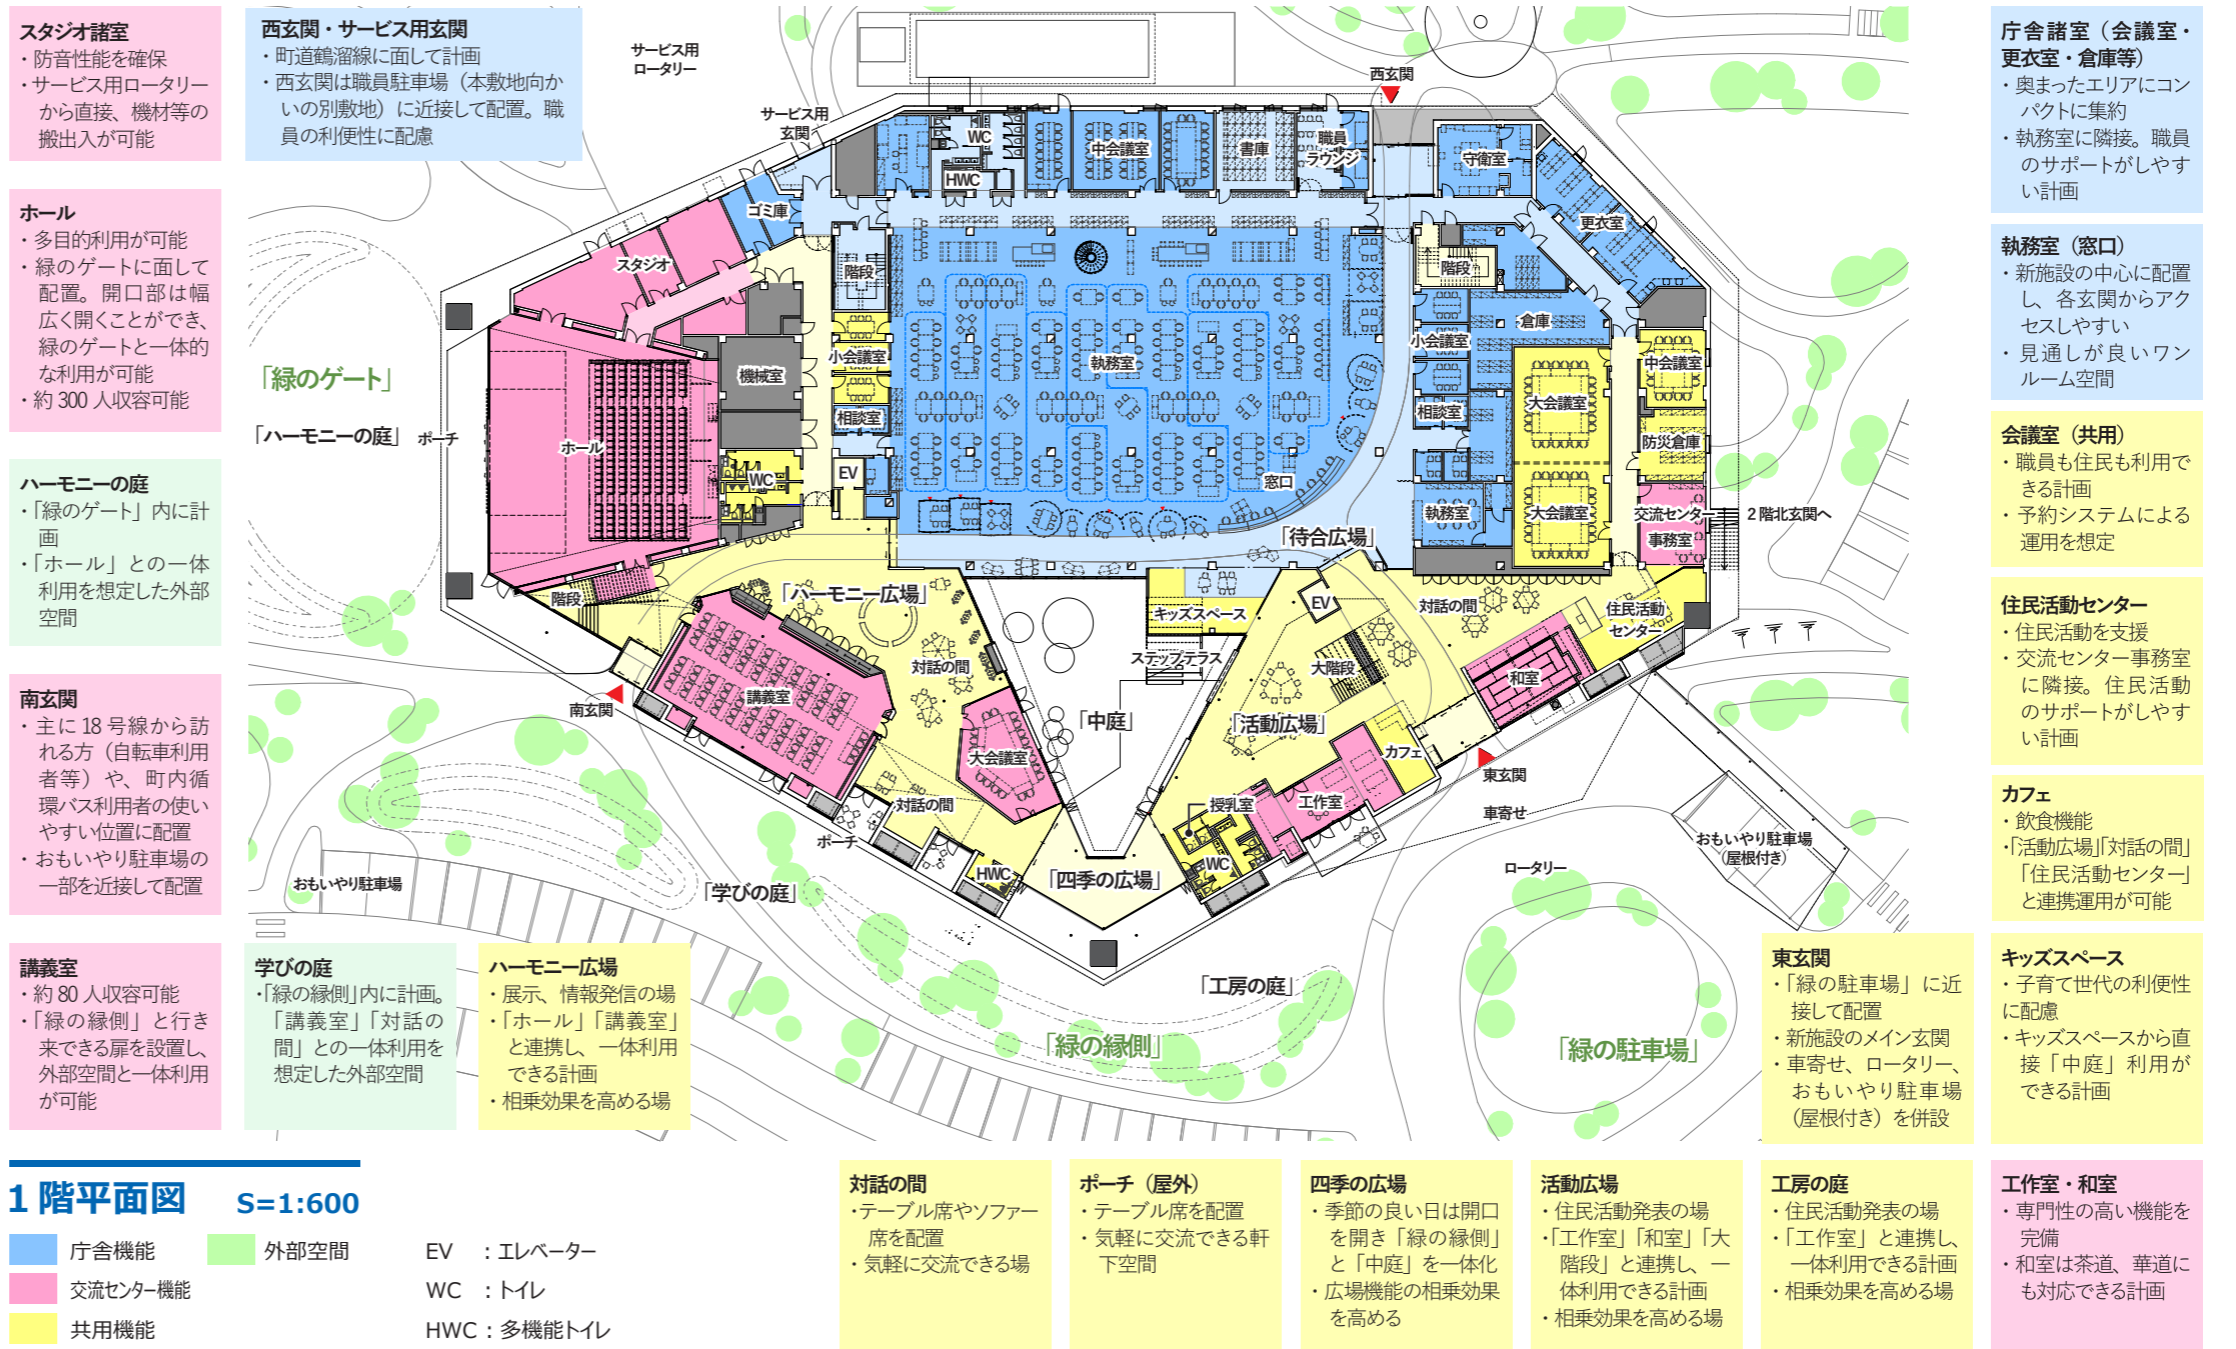 スタジオ諸室
・防音性能を確保
・サービス用ロータリー
から直接、機材等の
搬出入が可能
西玄関・サービス用玄関
・町道鶴溜線に面して計画
・西玄関は職員駐車場（本敷地向か
いの別敷地）に近接して配置。職
員の利便性に配慮
ホール
・多目的利用が可能
・緑のゲートに面して
配置。開口部は幅
広く開くことができ、
緑のゲートと一体的
な利用が可能
・約 300 人収容可能
ハーモニーの庭
・「緑のゲート」内に計
画
・「ホール」との一体
利用を想定した外部
空間
南玄関
・主に 18 号線から訪
れる方（自転車利用
者等）や、町内循
環バス利用者の使い
やすい位置に配置
・おもいやり駐車場の
一部を近接して配置
講義室
・約 80 人収容可能
・「緑の縁側」と行き
来できる扉を設置し、
外部空間と一体利用
が可能
学びの庭
・「緑の縁側」内に計画。
「講義室」「対話の
間」との一体利用を
想定した外部空間
ハーモニー広場
・展示、情報発信の場
・「ホール」「講義室」
と連携し、一体利用
できる計画
・相乗効果を高める場
サービス用
ロータリー
サービス用
玄関
西玄関
WC
HWC
中会議室
書庫
職員
ラウンジ
守衛室
更衣室
ゴミ庫
スタジオ
階段
階段
小会議室
機械室
相談室
執務室
小会議室
倉庫
相談室
大会議室
中会議室
防災倉庫
「緑のゲート」
「ハーモニーの庭」
ポーチ
ホール
WC
EV
窓口
執務室
大会議室
交流センター
事務室
2 階北玄関へ
「待合広場」
階段
「ハーモニー広場」
キッズスペース
EV
対話の間
住民活動
センター
ステップテラス
対話の間
大階段
和室
講義室
南玄関
「中庭」
「活動広場」
大会議室
カフェ
東玄関
対話の間
授乳室
工作室
車寄せ
ポーチ
おもいやり駐車場
（屋根付き）
WC
HWC
「四季の広場」
ロータリー
おもいやり駐車場
「学びの庭」
「工房の庭」
「緑の縁側」
「緑の駐車場」
庁舎諸室（会議室・
更衣室・倉庫等）
・奥まったエリアにコン
パクトに集約
・執務室に隣接。職員
のサポートがしやす
い計画
執務室（窓口）
・新施設の中心に配置
し、各玄関からアク
セスしやすい
・見通しが良いワン
ルーム空間
会議室（共用）
・職員も住民も利用で
きる計画
・予約システムによる
運用を想定
住民活動センター
・住民活動を支援
・交流センター事務室
に隣接。住民活動
のサポートがしやす
い計画
カフェ
・飲食機能
・「活動広場」「対話の間」
「住民活動センター」
と連携運用が可能
東玄関
・「緑の駐車場」に近
接して配置
・新施設のメイン玄関
・車寄せ、ロータリー、
おもいやり駐車場
（屋根付き）を併設
キッズスペース
・子育て世代の利便性
に配慮
・キッズスペースから直
接「中庭」利用が
できる計画
1 階平面図 S=1:600
庁舎機能
外部空間
交流センター機能
共用機能
EV ：エレベーター
WC ：トイレ
HWC：多機能トイレ
対話の間
・テーブル席やソファー
席を配置
・気軽に交流できる場
ポーチ（屋外）
・テーブル席を配置
・気軽に交流できる軒
下空間
四季の広場
・季節の良い日は開口
を開き「緑の縁側」
と「中庭」を一体化
・広場機能の相乗効果
を高める
活動広場
・住民活動発表の場
・「工作室」「和室」「大
階段」と連携し、一
体利用できる計画
・相乗効果を高める場
工房の庭
・住民活動発表の場
・「工作室」と連携し、
一体利用できる計画
・相乗効果を高める場
工作室・和室
・専門性の高い機能を
完備
・和室は茶道、華道に
も対応できる計画